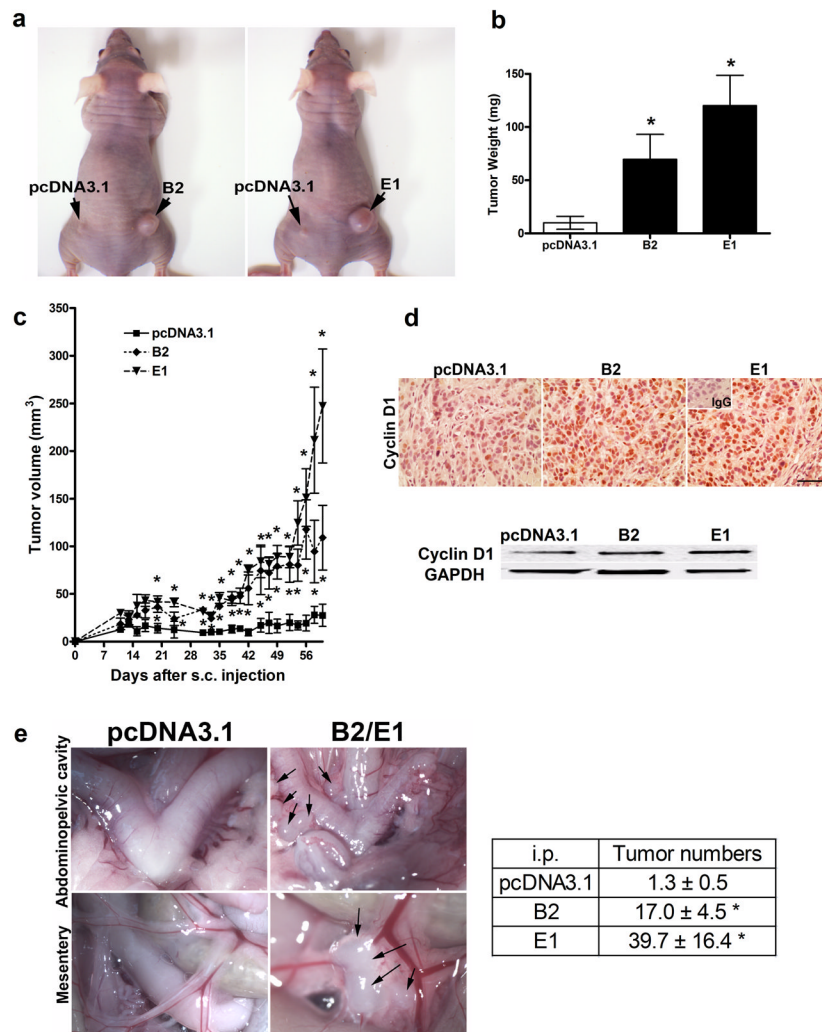 a
pcDNA3.1
B2
pcDNA3.1
E1
b
Tumor Weight (mg)
150
100
50
0
*
*
pcDNA3.1
B2
E1
c
Tumor volume (mm³)
350
300
250
200
150
100
50
0
pcDNA3.1
B2
E1
0
7
14
21
28
35
42
49
56
Days after s.c. injection
d
pcDNA3.1
B2
E1
Cyclin D1
IgG
pcDNA3.1
B2
E1
Cyclin D1
GAPDH
e
pcDNA3.1
B2/E1
Abdominopelvic cavity
Mesentery
i.p. Tumor numbers
pcDNA3.1 1.3 ± 0.5
B2 17.0 ± 4.5 *
E1 39.7 ± 16.4 *